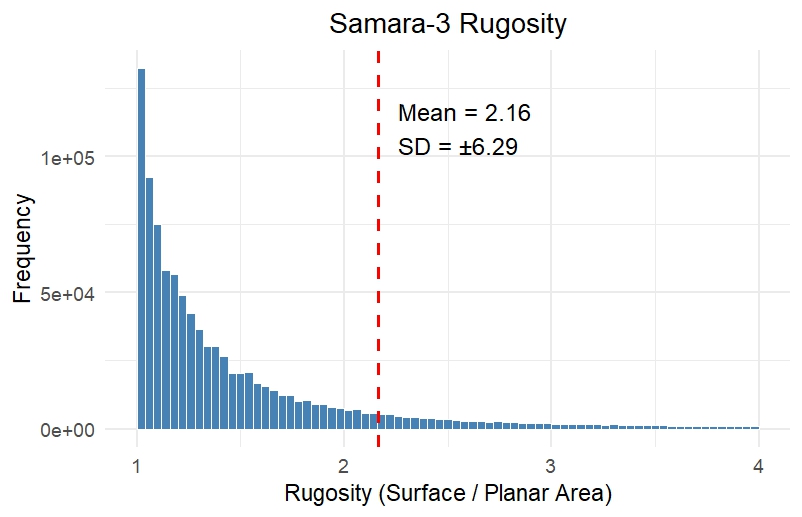 Samara-3 Rugosity
Mean = 2.16
SD = ±6.29
1e+05
5e+04
0e+00
Frequency
1
2
3
4
Rugosity (Surface / Planar Area)